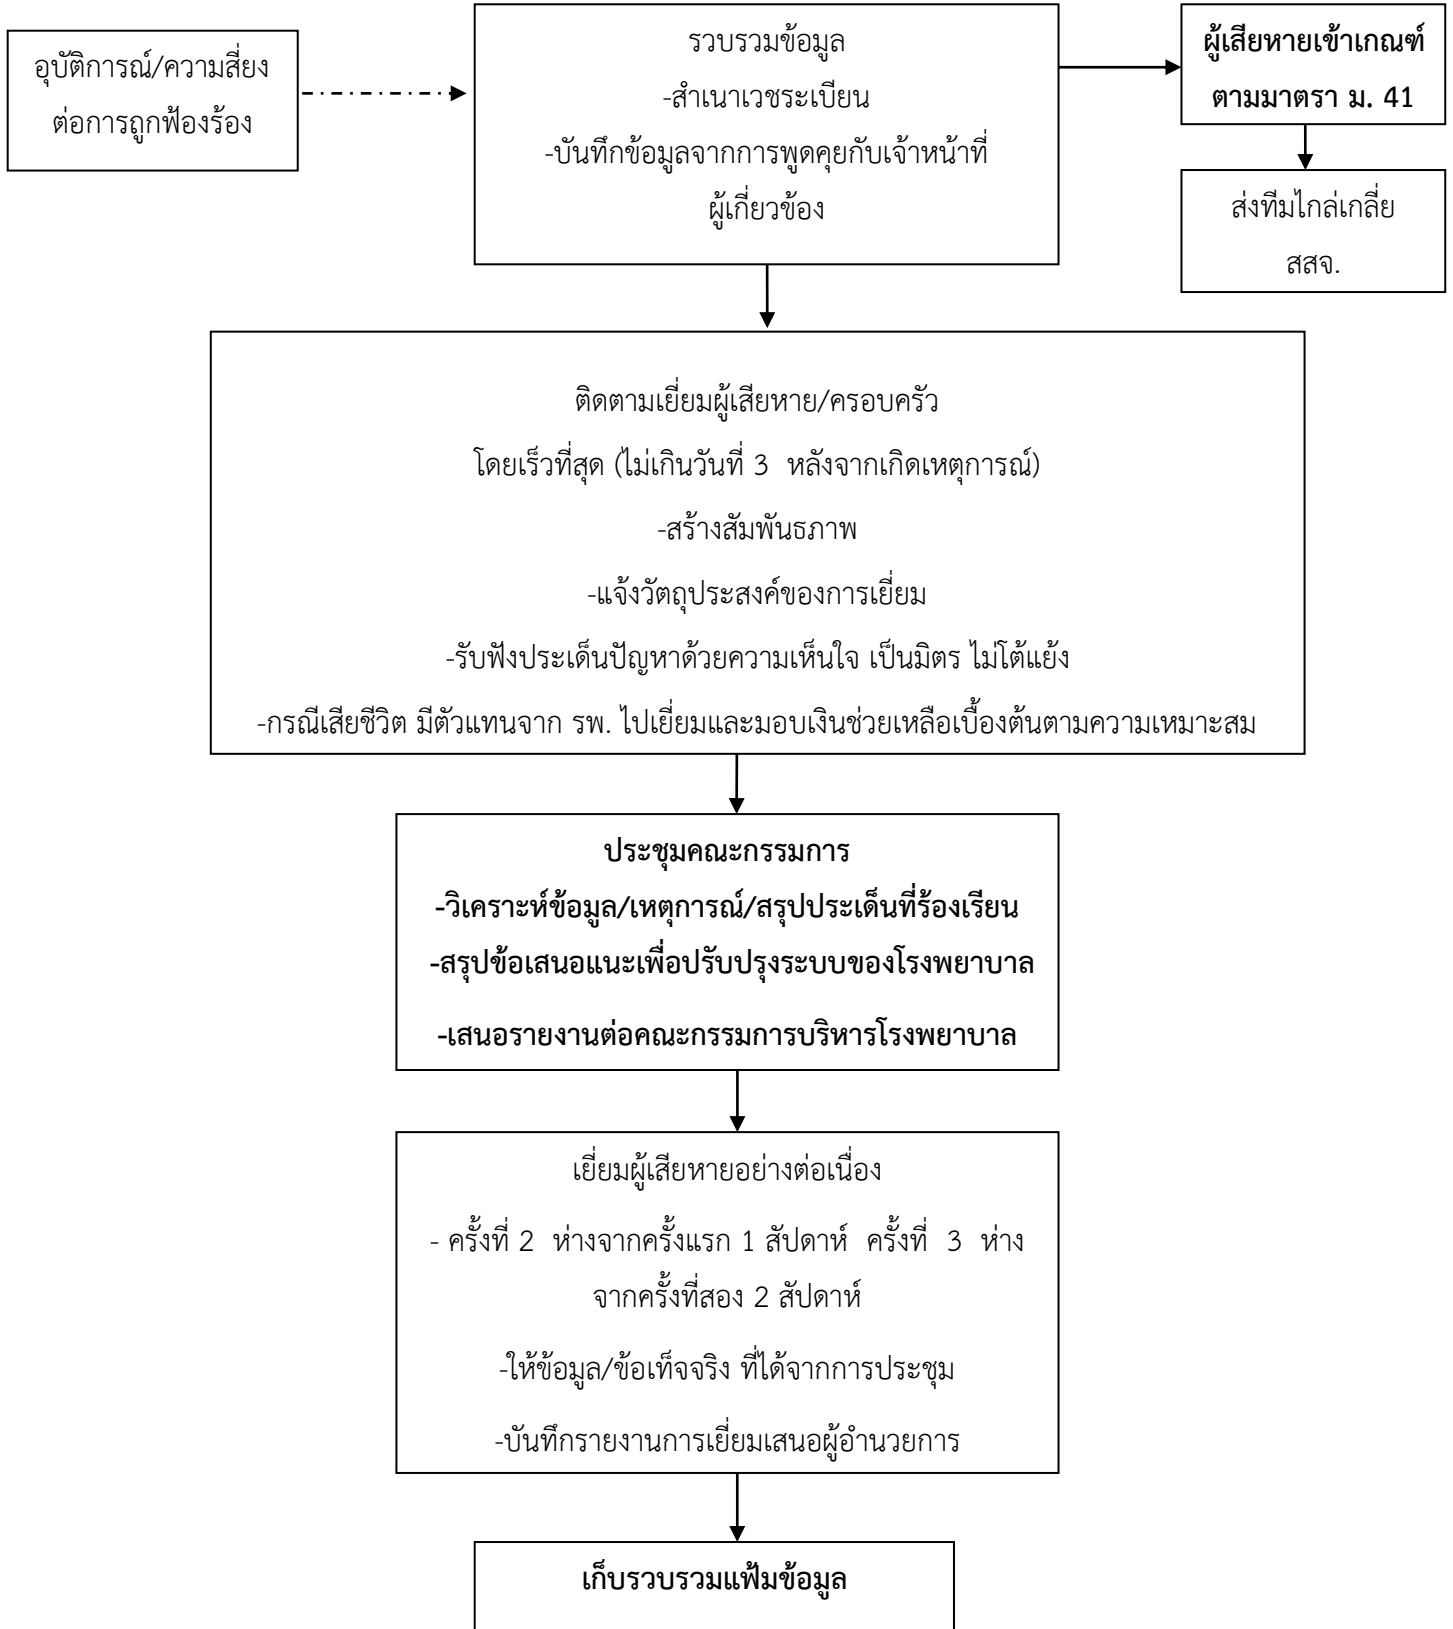 อุบัติการณ์/ความสี่ยง
ต่อการถูกฟ้องร้อง
รวบรวมข้อมูล
-สำเนาเวชระเบียน
-บันทึกข้อมูลจากการพูดคุยกับเจ้าหน้าที่
ผู้เกี่ยวข้อง
ผู้เสียหายเข้าเกณฑ์
ตามมาตรา ม. 41
ส่งทีมไกล่เกลี่ย
สสจ.
ติดตามเยี่ยมผู้เสียหาย/ครอบครัว
โดยเร็วที่สุด (ไม่เกินวันที่ 3 หลังจากเกิดเหตุการณ์)
-สร้างสัมพันธภาพ
-แจ้งวัตถุประสงค์ของการเยี่ยม
-รับฟังประเด็นปัญหาด้วยความเห็นใจ เป็นมิตร ไม่โต้แย้ง
-กรณีเสียชีวิต มีตัวแทนจาก รพ. ไปเยี่ยมและมอบเงินช่วยเหลือเบื้องต้นตามความเหมาะสม
ประชุมคณะกรรมการ
-วิเคราะห์ข้อมูล/เหตุการณ์/สรุปประเด็นที่ร้องเรียน
-สรุปข้อเสนอแนะเพื่อปรับปรุงระบบของโรงพยาบาล
-เสนอรายงานต่อคณะกรรมการบริหารโรงพยาบาล
เยี่ยมผู้เสียหายอย่างต่อเนื่อง
- ครั้งที่ 2 ห่างจากครั้งแรก 1 สัปดาห์ ครั้งที่ 3 ห่าง
จากครั้งที่สอง 2 สัปดาห์
-ให้ข้อมูล/ข้อเท็จจริง ที่ได้จากการประชุม
-บันทึกรายงานการเยี่ยมเสนอผู้อำนวยการ
เก็บรวบรวมแฟ้มข้อมูล